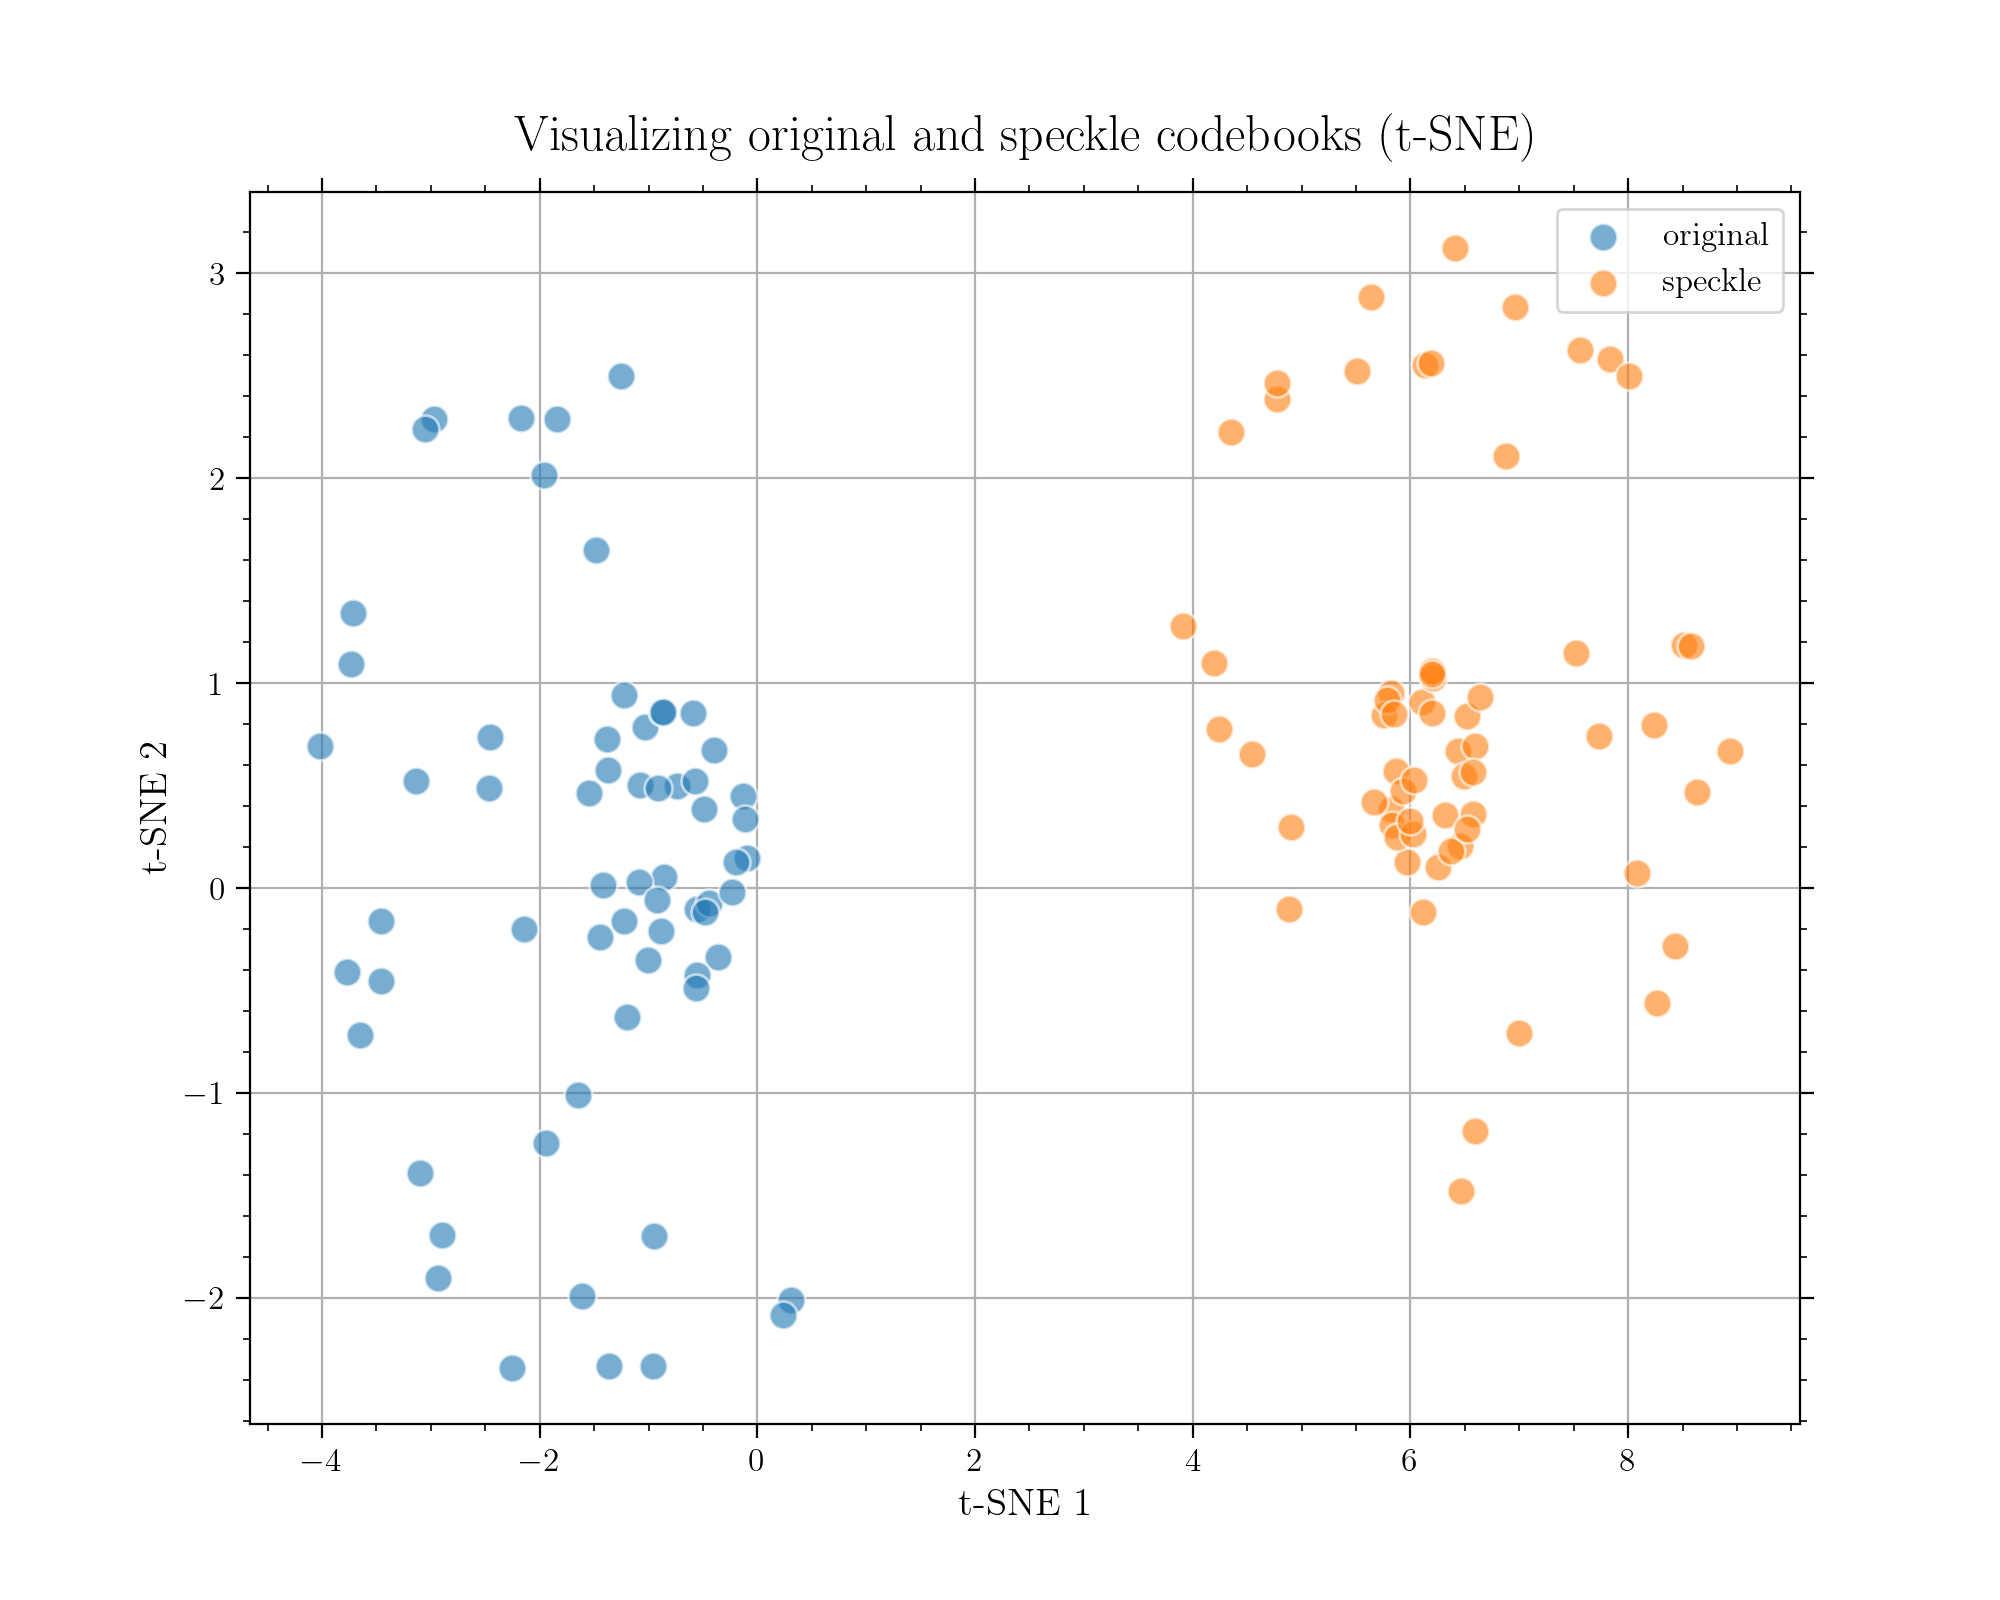 Visualizing original and speckle codebooks (t-SNE)
original
speckle
3
2
1
0
−1
−2
t-SNE 2
−4
−2
0
2
4
6
8
t-SNE 1